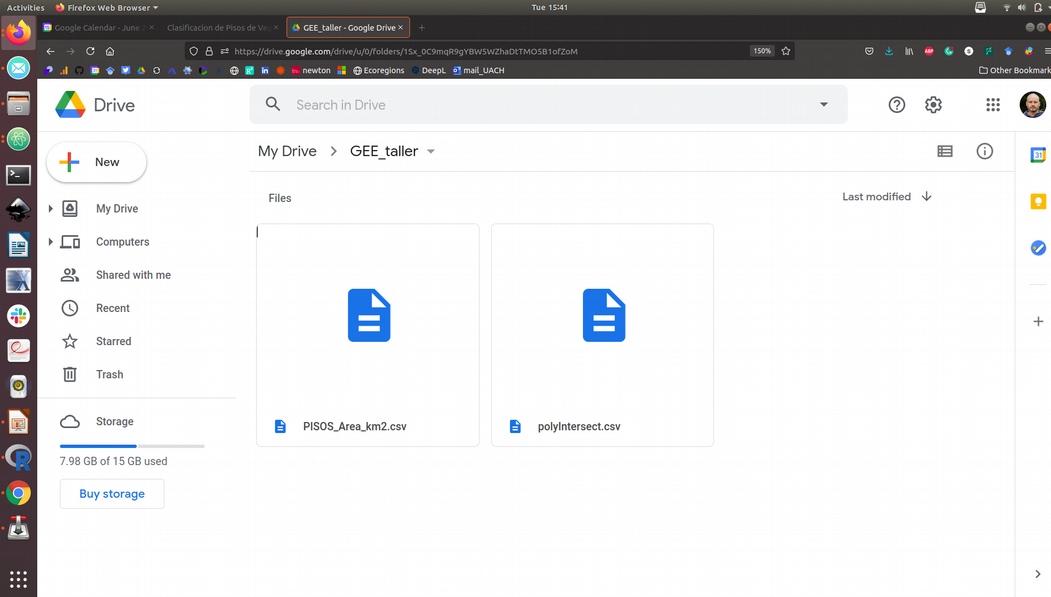 Activities Firefox Web Browser Tue 15:41
Google Calendar - June Clasificacion de Pisos de Ve GEE_taller - Google Drive
https://drive.google.com/drive/u/0/folders/1Sx_0C9mqR9gYBWSWZhaDtTMO5B1ofZoM 150%
newton Ecoregions DeepL mail_UACH Other Bookmark
Drive Search in Drive
New
My Drive GEE_taller
Files Last modified
My Drive
Computers
Shared with me
Recent
Starred
Trash
Storage
7.98 GB of 15 GB used
Buy storage
PISOS_Area_km2.csv polyIntersect.csv
31